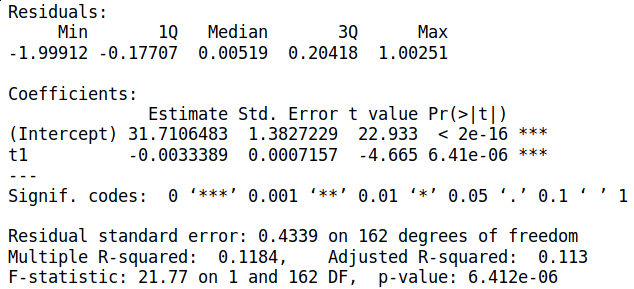 Residuals:
     Min       1Q   Median       3Q      Max
-1.99912 -0.17707  0.00519  0.20418  1.00251
Coefficients:
              Estimate Std. Error t value Pr(>|t|)
(Intercept) 31.7106483  1.3827229  22.933  < 2e-16 ***
t1          -0.0033389  0.0007157  -4.665 6.41e-06 ***
---
Signif. codes:  0 ‘***’ 0.001 ‘**’ 0.01 ‘*’ 0.05 ‘.’ 0.1 ‘ ’ 1
Residual standard error: 0.4339 on 162 degrees of freedom
Multiple R-squared:  0.1184,    Adjusted R-squared:  0.113
F-statistic: 21.77 on 1 and 162 DF,  p-value: 6.412e-06